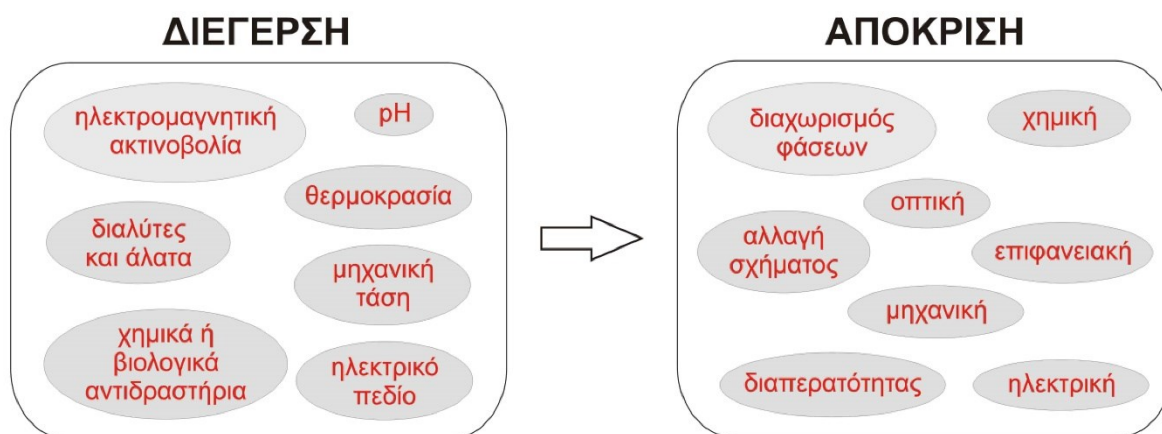 ΔΙΕΓΕΡΣΗ
ηλεκτρομαγνητική
ακτινοβολία
pH
θερμοκρασία
διαλύτες
και άλατα
μηχανική
τάση
χημικά ή
βιολογικά
αντιδραστήρια
ηλεκτρικό
πεδίο
ΑΠΟΚΡΙΣΗ
διαχωρισμός
φάσεων
χημική
οπτική
αλλαγή
σχήματος
επιφανειακή
μηχανική
διαπερατότητας
ηλεκτρική